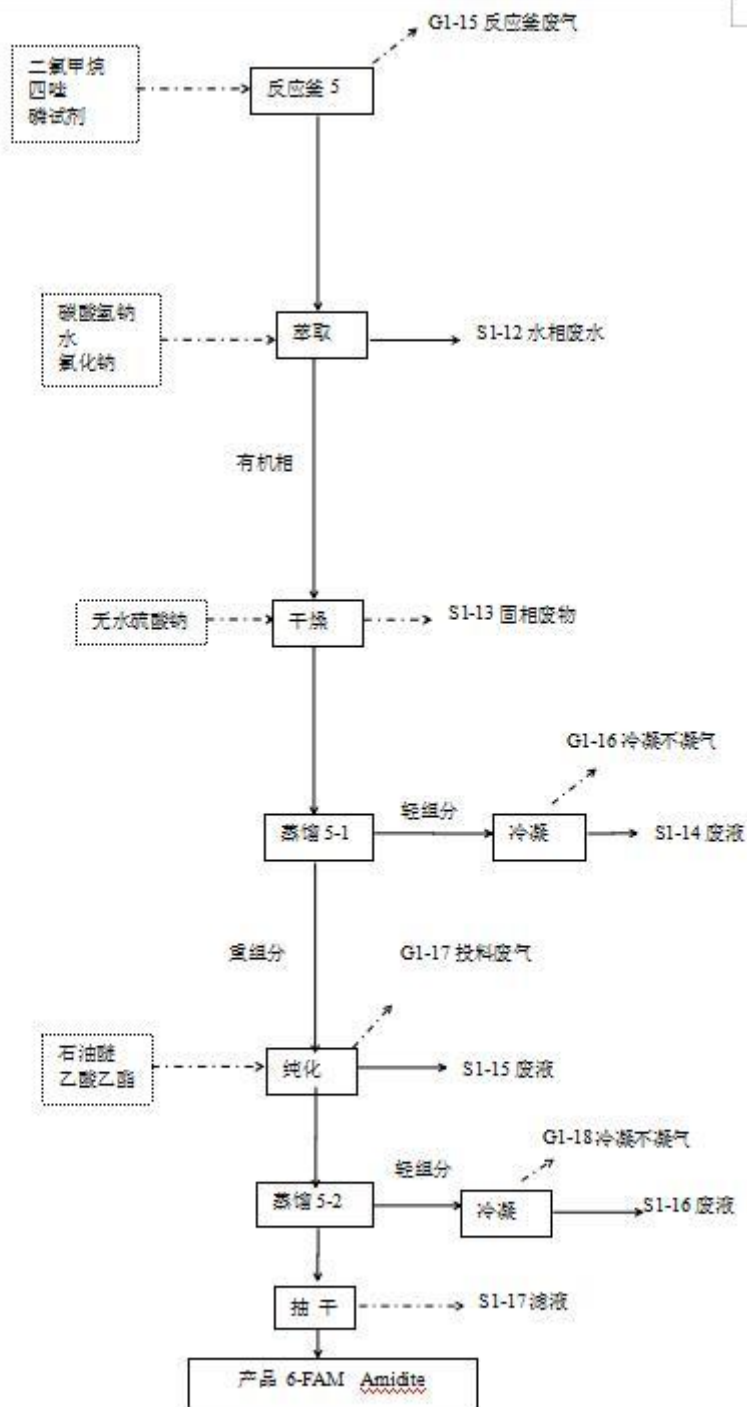 G1-15 反应釜废气
二氯甲烷
四唑
磷试剂
反应釜 5
碳酸氢钠
水
氯化钠
萃取
S1-12 水相废水
有机相
无水硫酸钠
干燥
S1-13 固相废物
G1-16 冷凝不凝气
轻组分
蒸馏 5-1
冷凝
S1-14 废液
重组分
G1-17 投料废气
石油醚
乙酸乙酯
纯化
S1-15 废液
G1-18 冷凝不凝气
轻组分
蒸馏 5-2
冷凝
S1-16 废液
抽 干
S1-17 滤液
产品 6-FAM Amidite